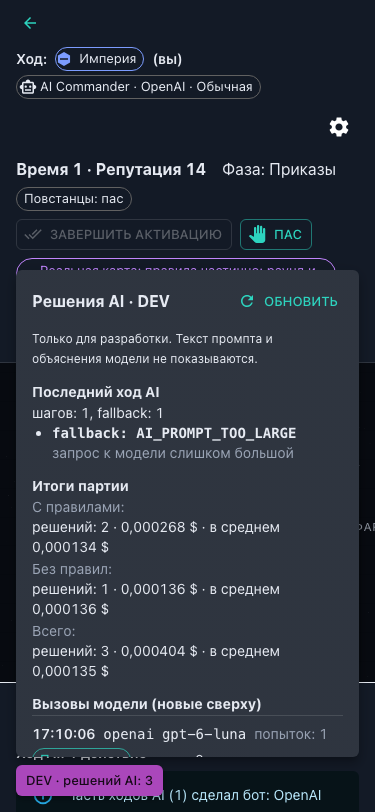 Ход: Империя (вы)
AI Commander · OpenAI · Обычная
Время 1 · Репутация 14 Фаза: Приказы
Повстанцы: пас
ЗАВЕРШИТЬ АКТИВАЦИЮ ПАС
Решения AI · DEV ОБНОВИТЬ
Только для разработки. Текст промпта и
объяснения модели не показываются.
Последний ход AI
шагов: 1, fallback: 1
• fallback: AI_PROMPT_TOO_LARGE
запрос к модели слишком большой
Итоги партии
С правилами:
решений: 2 · 0,000268 $ · в среднем
0,000134 $
Без правил:
решений: 1 · 0,000136 $ · в среднем
0,000136 $
Всего:
решений: 3 · 0,000404 $ · в среднем
0,000135 $
Вызовы модели (новые сверху)
17:10:06 openai gpt-6-luna попыток: 1
DEV · решений AI: 3
ходов AI (1) сделал бот: OpenAI